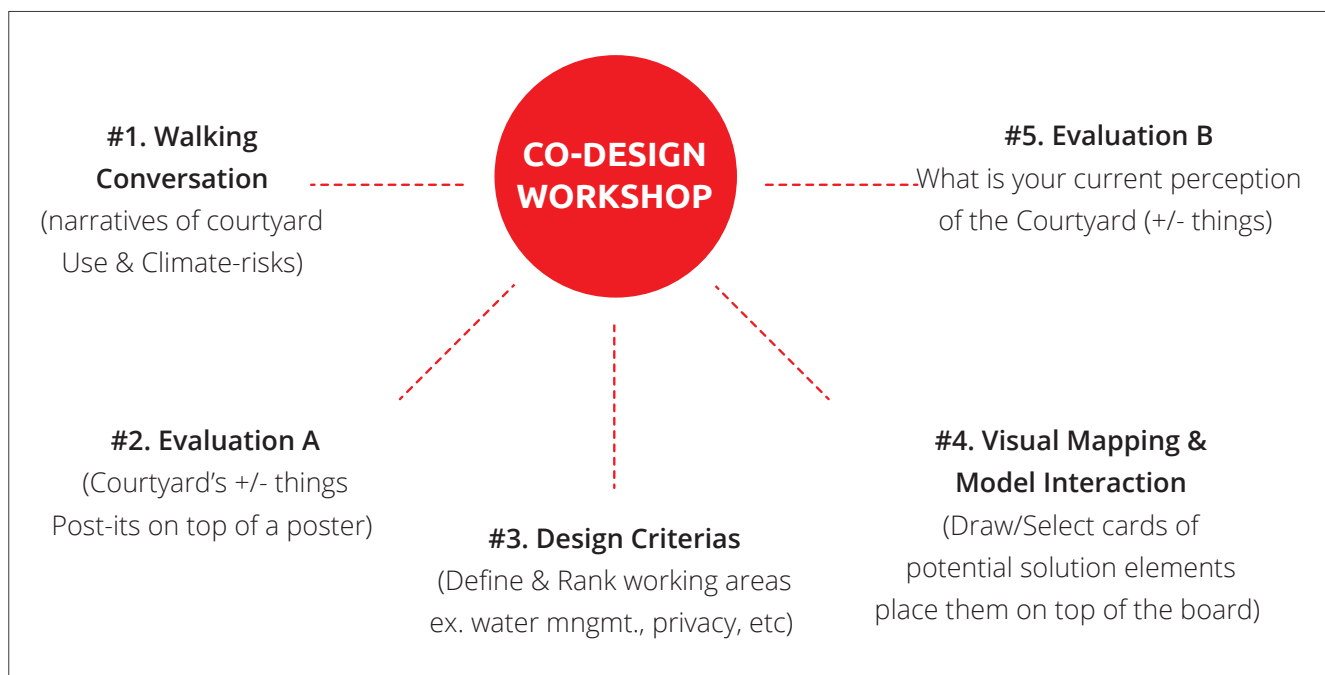 CO-DESIGN
WORKSHOP
#1. Walking
Conversation
(narratives of courtyard
Use & Climate-risks)
#2. Evaluation A
(Courtyard’s +/- things
Post-its on top of a poster)
#3. Design Criterias
(Define & Rank working areas
ex. water mngmt., privacy, etc)
#4. Visual Mapping &
Model Interaction
(Draw/Select cards of
potential solution elements
place them on top of the board)
#5. Evaluation B
What is your current perception
of the Courtyard (+/- things)